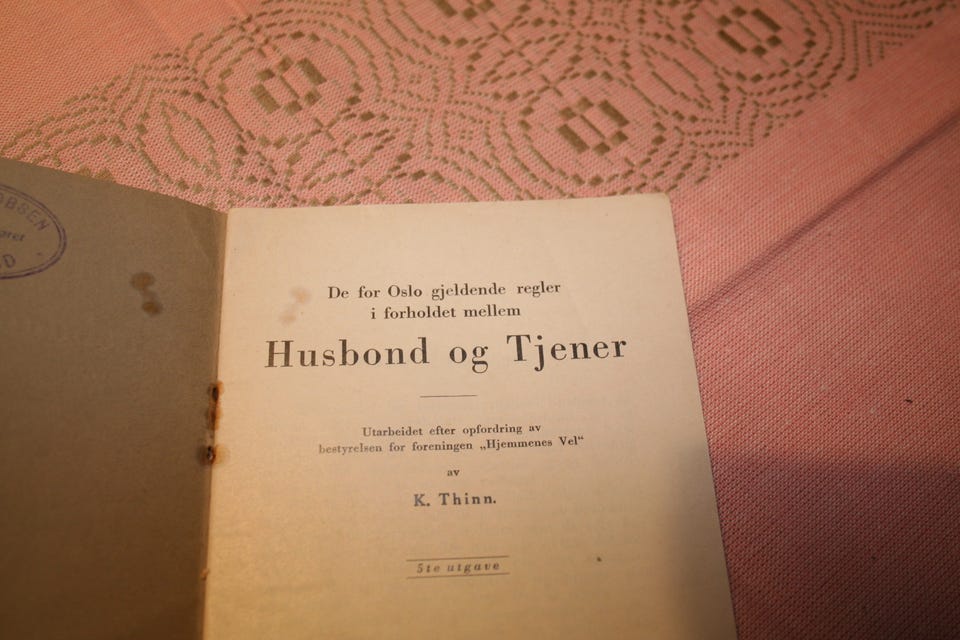 De for Oslo gjeldende regler
i forholdet mellem
Husbond og Tjener
Utarbeidet efter opfordring av
bestyrelsen for foreningen „Hjemmenes Vel“
av
K. Thinn.
5te utgave